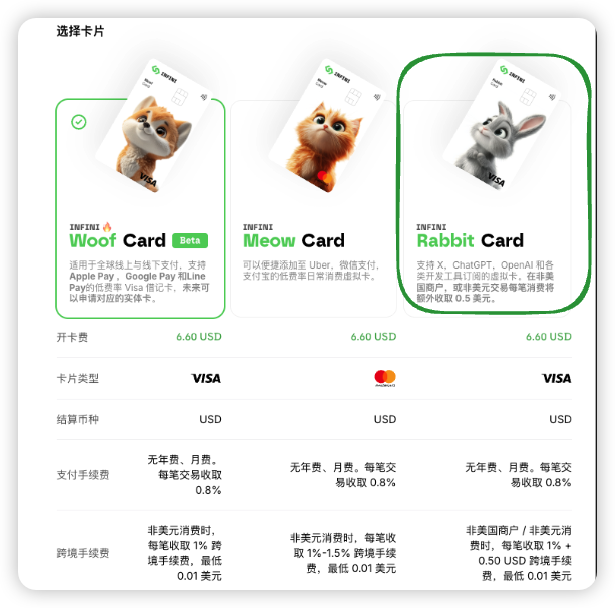 选择卡片
INFINI
Woof
Card
VISA
INFINI
Meow
Card
INFINI
Rabbit
Card
VISA
INFINI🔥
Woof Card Beta
适用于全球线上与线下支付，支持
Apple Pay ，Google Pay 和Line
Pay的低费率 Visa 借记卡，未来可
以申请对应的实体卡。
INFINI
Meow Card
可以便捷添加至 Uber，微信支付，
支付宝的低费率日常消费虚拟卡。
INFINI
Rabbit Card
支持 X，ChatGPT，OpenAI 和各
类开发工具订阅的虚拟卡。在非美
国商户，或非美元交易每笔消费将
额外收取 0.5 美元。
开卡费 6.60 USD 6.60 USD 6.60 USD
卡片类型 VISA mastercard VISA
结算币种 USD USD USD
支付手续费
无年费、月费。
每笔交易收取
0.8%
无年费、月费。每笔交
易收取 0.8%
无年费、月费。每笔交
易收取 0.8%
跨境手续费
非美元消费时，
每笔收取 1% 跨
境手续费，最低
0.01 美元
非美元消费时，每笔收
取 1%-1.5% 跨境手续
费，最低 0.01 美元
非美国商户 / 非美元消
费时，每笔收取 1% +
0.50 USD 跨境手续
费，最低 0.01 美元